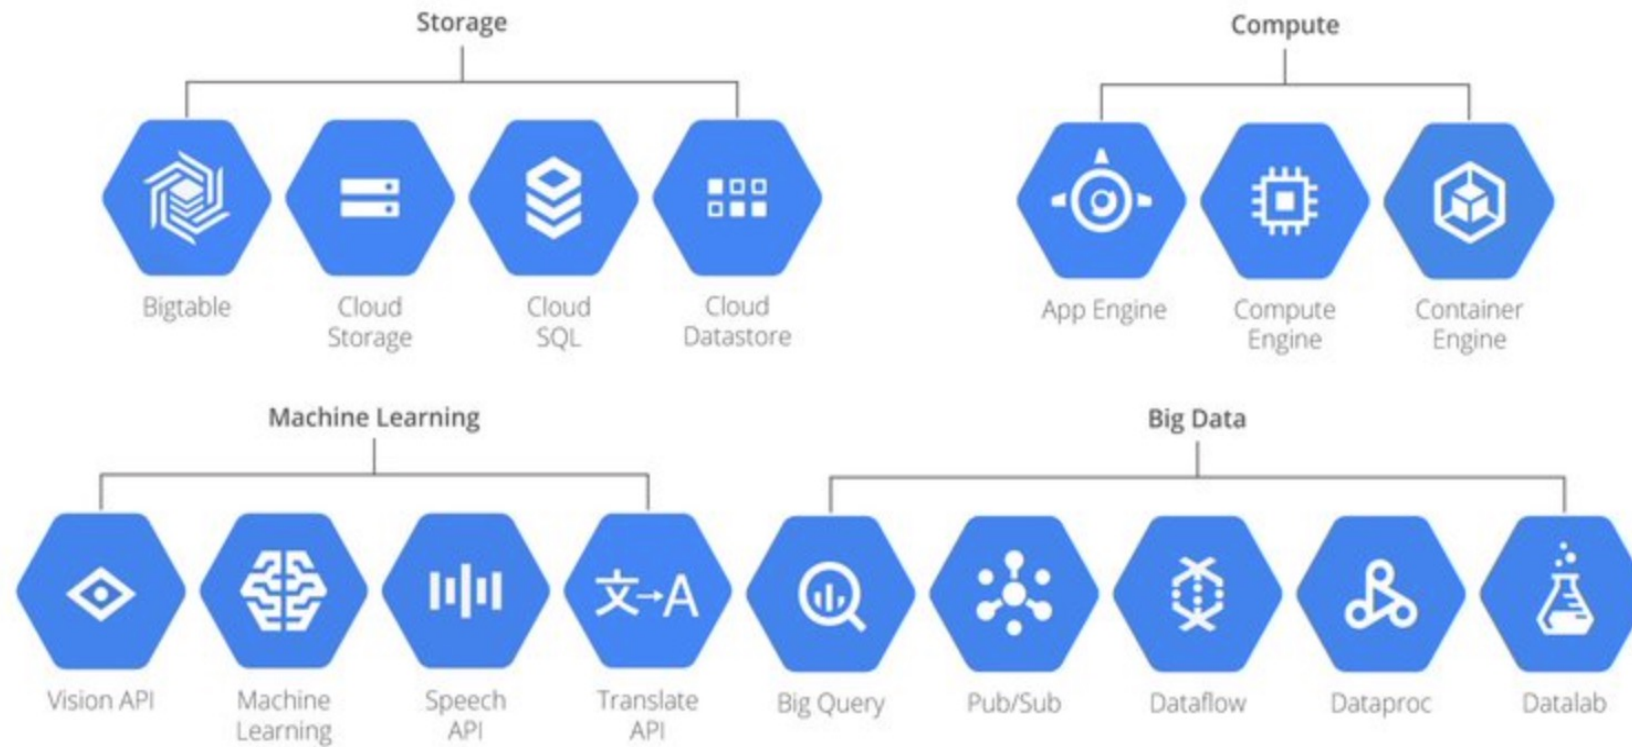 Storage
Compute
Bigtable
Cloud
Storage
Cloud
SQL
Cloud
Datastore
App Engine
Compute
Engine
Container
Engine
Machine Learning
Big Data
文→A
Vision API
Machine
Learning
Speech
API
Translate
API
Big Query
Pub/Sub
Dataflow
Dataproc
Datalab